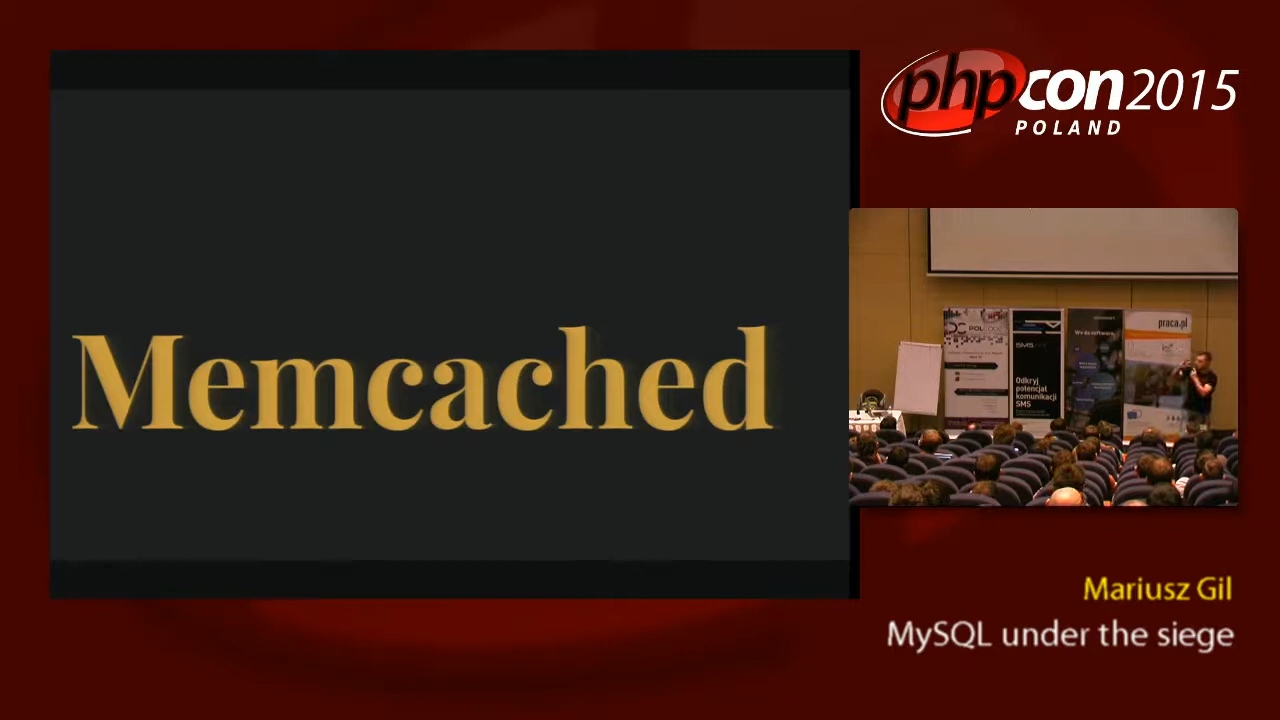 Memcached
phpcon2015
POLAND
praca.pl
Odkryj
potencjał
komunikacji
SMS
Mariusz Gil
MySQL under the siege